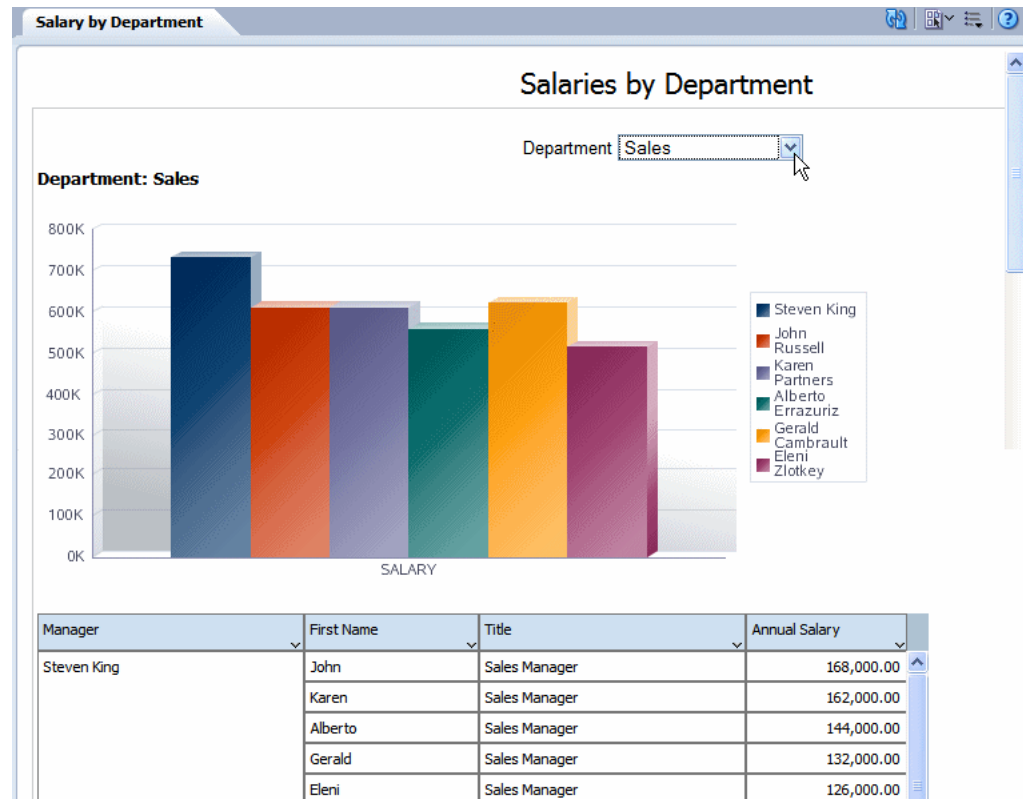 Salary by Department
?
Salaries by Department
Department Sales
Department: Sales
800K
700K
600K
500K
400K
300K
200K
100K
0K
SALARY
Steven King
John
Russell
Karen
Partners
Alberto
Errazuriz
Gerald
Cambrault
Eleni
Zlotkey
Manager First Name Title Annual Salary
Steven King John Sales Manager 168,000.00
Karen Sales Manager 162,000.00
Alberto Sales Manager 144,000.00
Gerald Sales Manager 132,000.00
Eleni Sales Manager 126,000.00